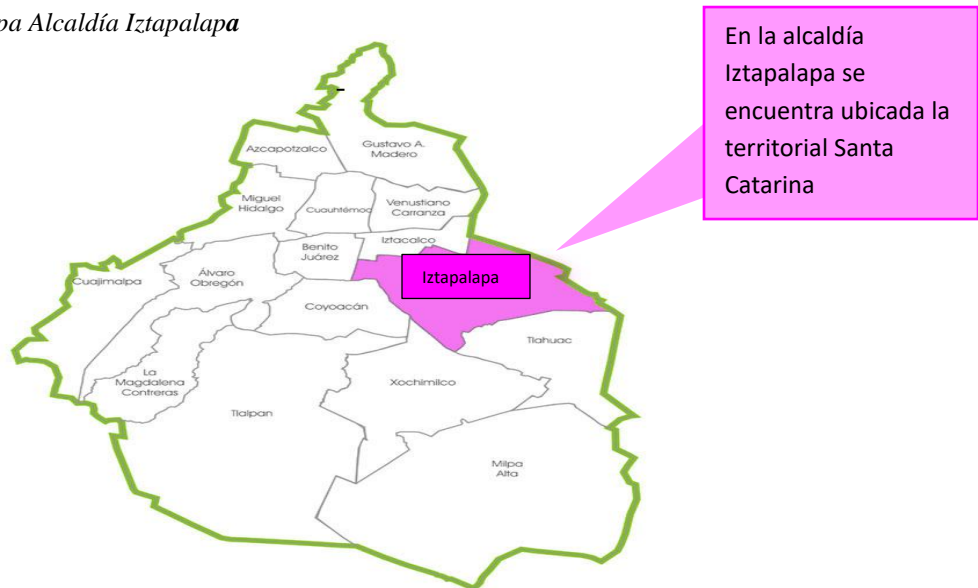 pa Alcaldía Iztapalapa
En la alcaldía
Iztapalapa se
encuentra ubicada la
territorial Santa
Catarina
Azcapotzalco
Gustavo A.
Madero
Miguel
Hidalgo
Cuauhtémoc
Venustiano
Carranza
Iztacalco
Benito
Juárez
Iztapalapa
Cuajimalpa
Álvaro
Obregón
Coyoacán
Tlahuac
La
Magdalena
Contreras
Xochimilco
Tlalpan
Milpa
Alta